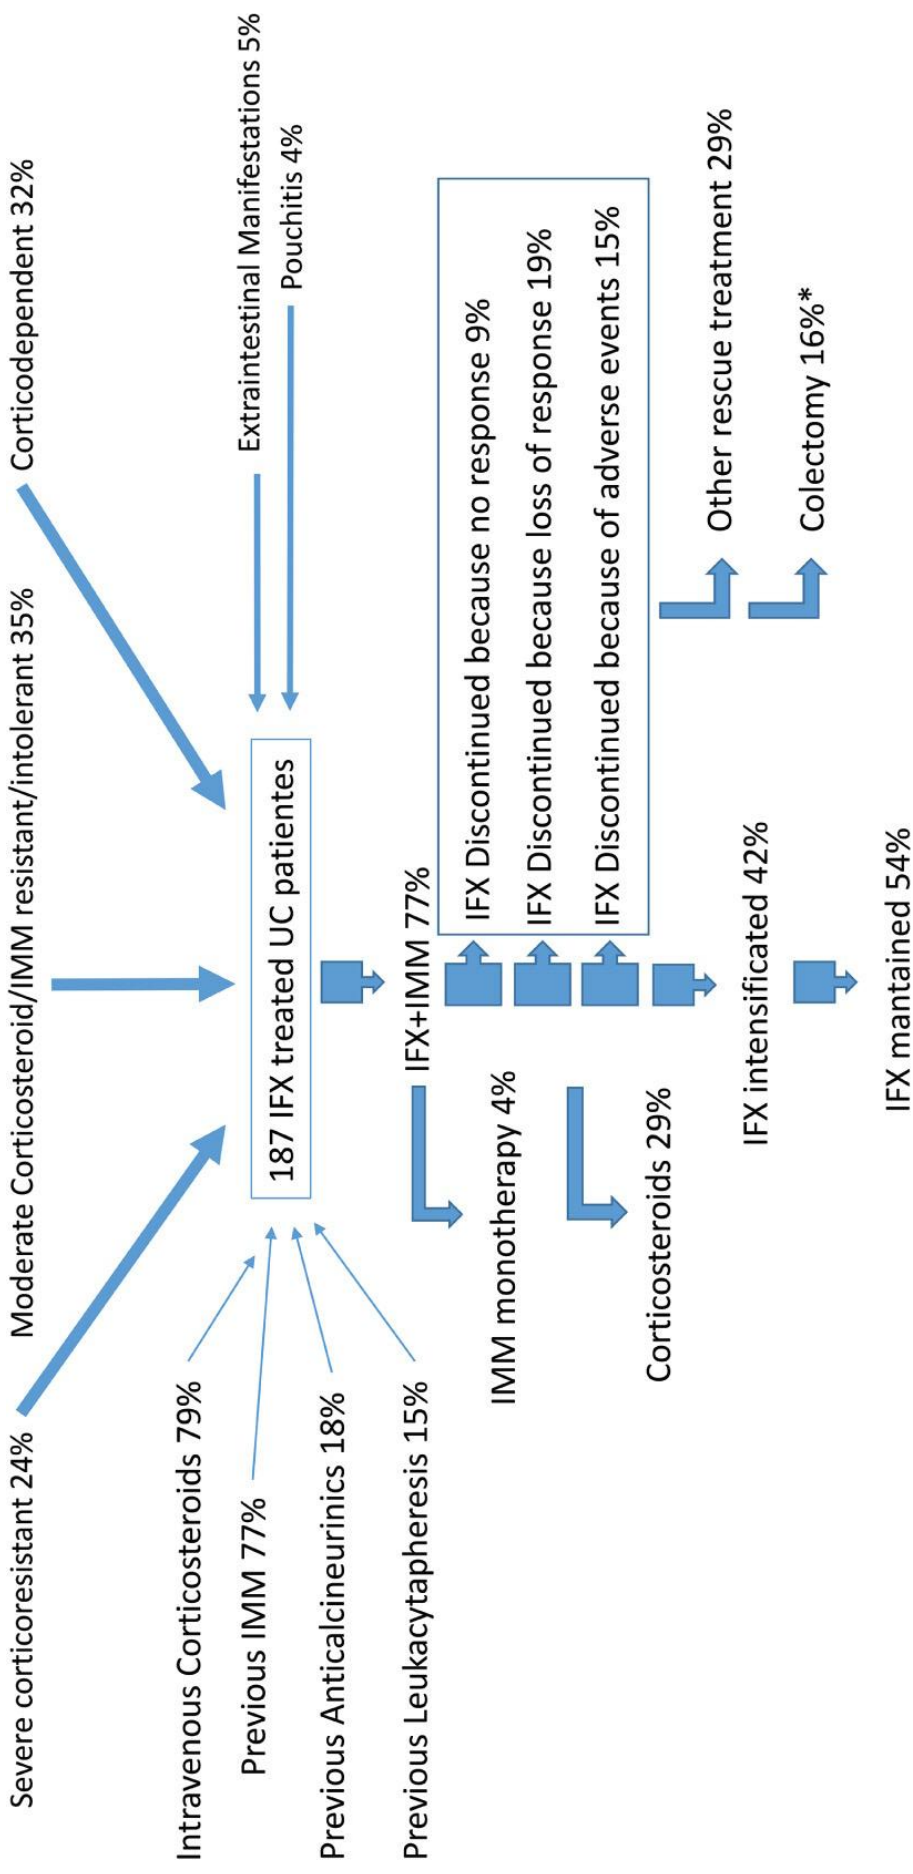 Severe corticoresistant 24%
Moderate Corticosteroid/IMM resistant/intolerant 35%
Corticodependent 32%
Intravenous Corticosteroids 79%
Previous IMM 77%
Previous Anticalcineurinics 18%
Previous Leukacytapheresis 15%
187 IFX treated UC patientes
Extraintestinal Manifestations 5%
Pouchitis 4%
IFX+IMM 77%
IMM monotherapy 4%
Corticosteroids 29%
IFX Discontinued because no response 9%
IFX Discontinued because loss of response 19%
IFX Discontinued because of adverse events 15%
Other rescue treatment 29%
Colectomy 16%*
IFX intensificated 42%
IFX mantained 54%